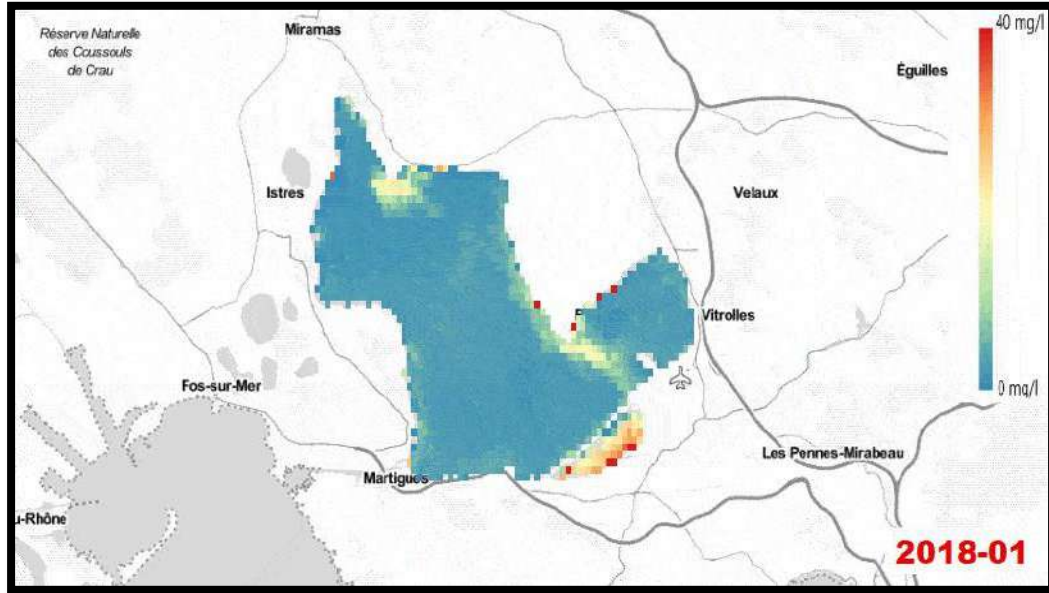 Réserve Naturelle
des Coussouls
de Crau
Miramas
40 mg/l
Éguilles
Istres
Velaux
Vitrolles
Fos-sur-Mer
Les Pennes-Mirabeau
Martigues
0 mg/l
u-Rhône
2018-01